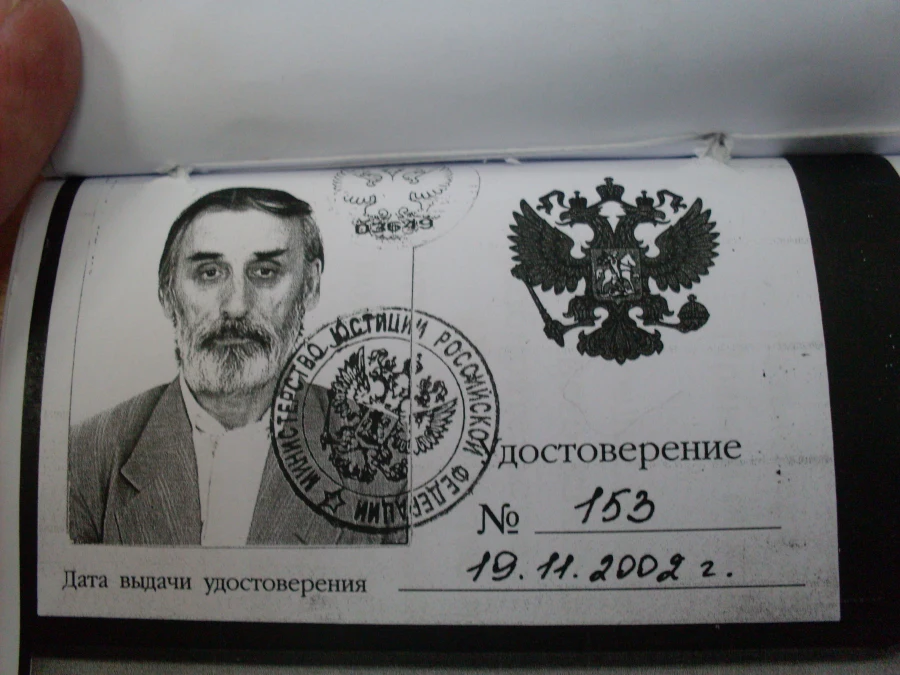 03649
МИНИСТЕРСТВО ЮСТИЦИИ РОССИЙСКОЙ ФЕДЕРАЦИИ
Удостоверение
№ 153
19.11.2002 г.
Дата выдачи удостоверения